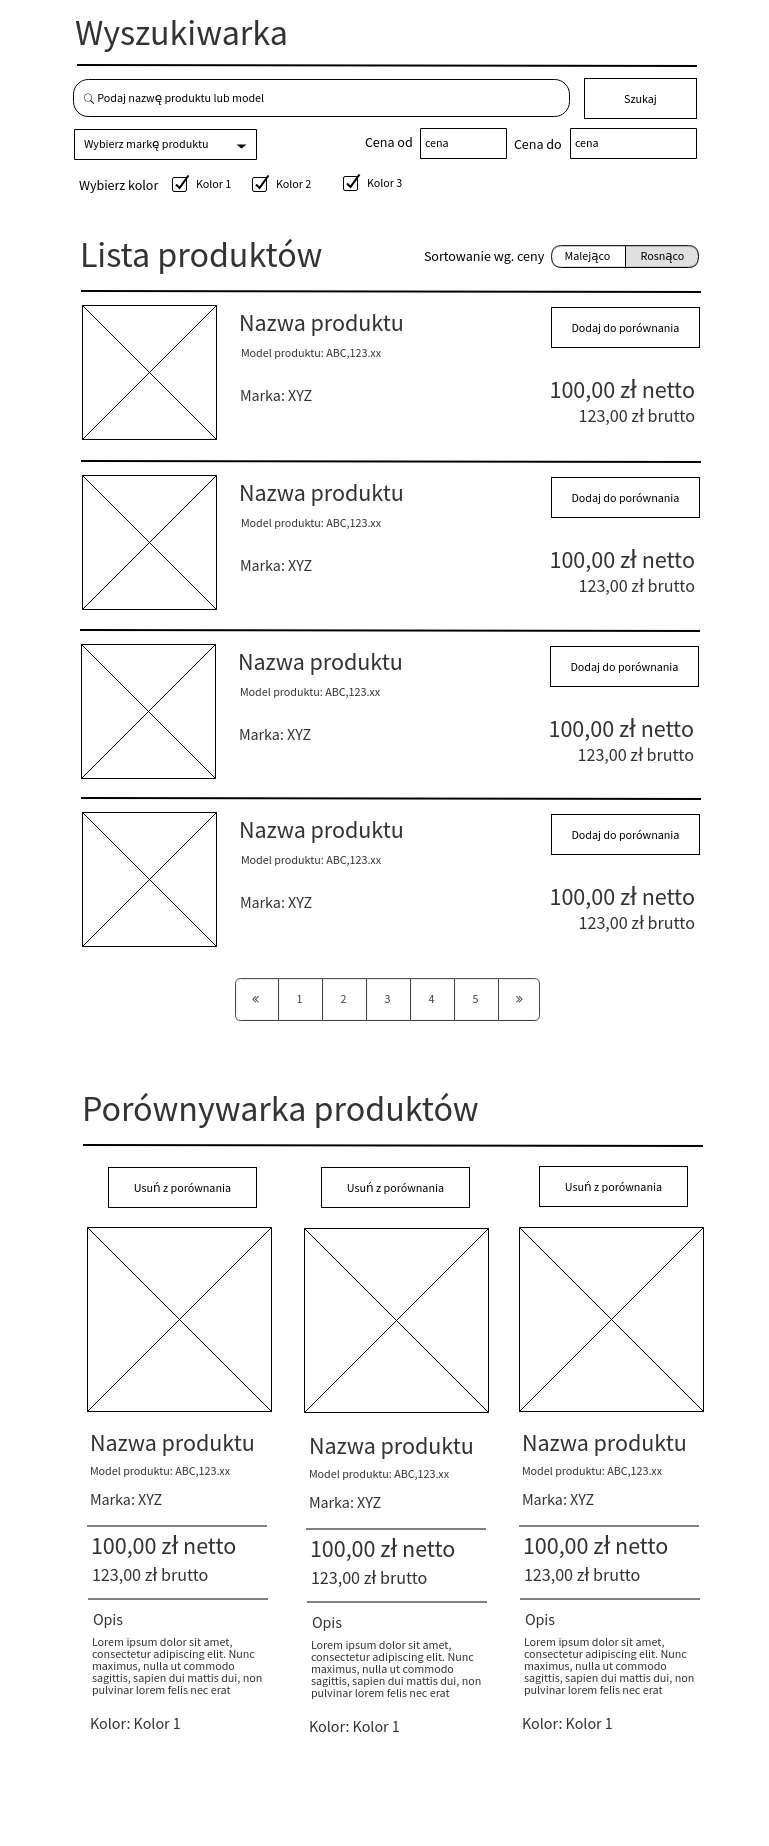 Wyszukiwarka
Podaj nazwę produktu lub model
Szukaj
Wybierz markę produktu
Cena od
cena
Cena do
cena
Wybierz kolor
Kolor 1
Kolor 2
Kolor 3
Lista produktów
Sortowanie wg. ceny
Malejąco
Rosnąco
Nazwa produktu
Model produktu: ABC,123.xx
Marka: XYZ
Dodaj do porównania
100,00 zł netto
123,00 zł brutto
Nazwa produktu
Model produktu: ABC,123.xx
Marka: XYZ
Dodaj do porównania
100,00 zł netto
123,00 zł brutto
Nazwa produktu
Model produktu: ABC,123.xx
Marka: XYZ
Dodaj do porównania
100,00 zł netto
123,00 zł brutto
Nazwa produktu
Model produktu: ABC,123.xx
Marka: XYZ
Dodaj do porównania
100,00 zł netto
123,00 zł brutto
« 1 2 3 4 5 »
Porównywarka produktów
Usuń z porównania
Nazwa produktu
Model produktu: ABC,123.xx
Marka: XYZ
100,00 zł netto
123,00 zł brutto
Opis
Lorem ipsum dolor sit amet,
consectetur adipiscing elit. Nunc
maximus, nulla ut commodo
sagittis, sapien dui mattis dui, non
pulvinar lorem felis nec erat
Kolor: Kolor 1
Usuń z porównania
Nazwa produktu
Model produktu: ABC,123.xx
Marka: XYZ
100,00 zł netto
123,00 zł brutto
Opis
Lorem ipsum dolor sit amet,
consectetur adipiscing elit. Nunc
maximus, nulla ut commodo
sagittis, sapien dui mattis dui, non
pulvinar lorem felis nec erat
Kolor: Kolor 1
Usuń z porównania
Nazwa produktu
Model produktu: ABC,123.xx
Marka: XYZ
100,00 zł netto
123,00 zł brutto
Opis
Lorem ipsum dolor sit amet,
consectetur adipiscing elit. Nunc
maximus, nulla ut commodo
sagittis, sapien dui mattis dui, non
pulvinar lorem felis nec erat
Kolor: Kolor 1